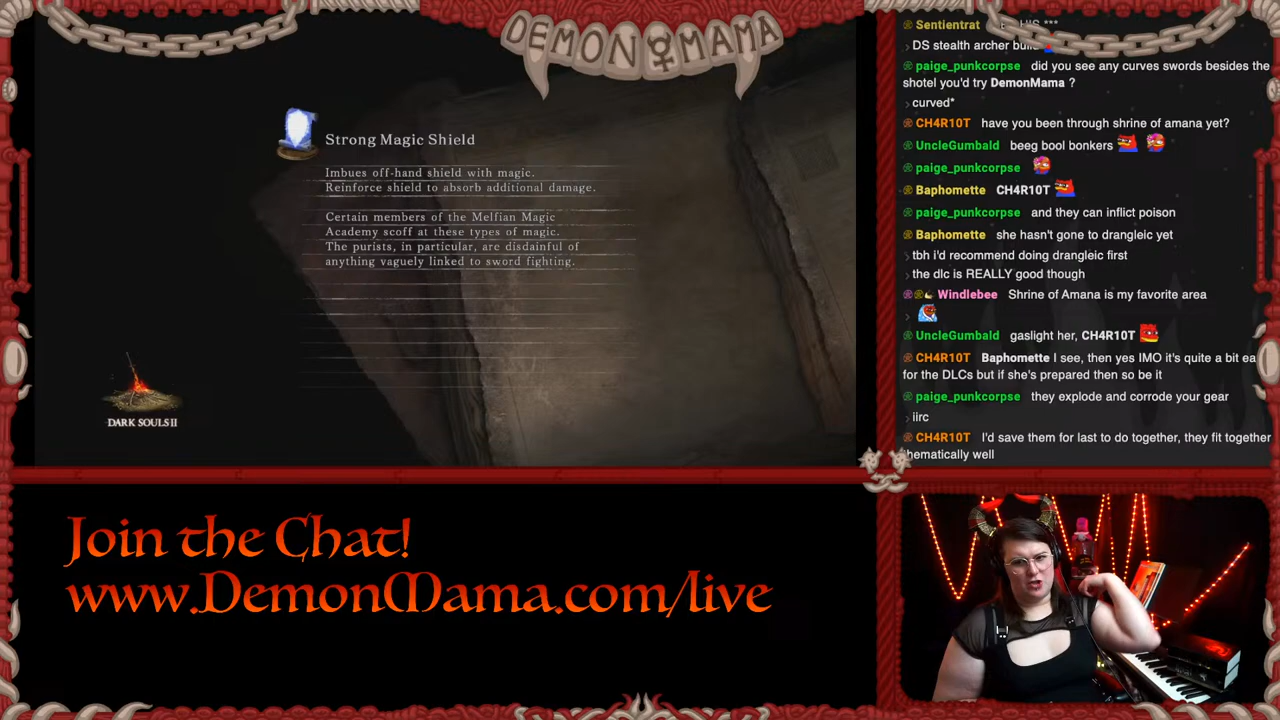 DEMON MAMA
Strong Magic Shield
Imbues off-hand shield with magic.
Reinforce shield to absorb additional damage.
Certain members of the Melfian Magic
Academy scoff at these types of magic.
The purists, in particular, are disdainful of
anything vaguely linked to sword fighting.
DARK SOULS II
Join the Chat!
www.DemonMama.com/live
Sentientrat
DS stealth archer
paige_punkcorpse did you see any curves swords besides the
shotel you'd try DemonMama ?
curved*
CH4R10T have you been through shrine of amana yet?
UncleGumbald beeg bool bonkers
paige_punkcorpse
Baphomette CH4R10T
paige_punkcorpse and they can inflict poison
Baphomette she hasn't gone to drangleic yet
tbh i'd recommend doing drangleic first
the dlc is REALLY good though
Windlebee Shrine of Amana is my favorite area
UncleGumbald gaslight her, CH4R10T
CH4R10T Baphomette I see, then yes IMO it's quite a bit ea
for the DLCs but if she's prepared then so be it
paige_punkcorpse they explode and corrode your gear
iirc
CH4R10T I'd save them for last to do together, they fit together
hematically well